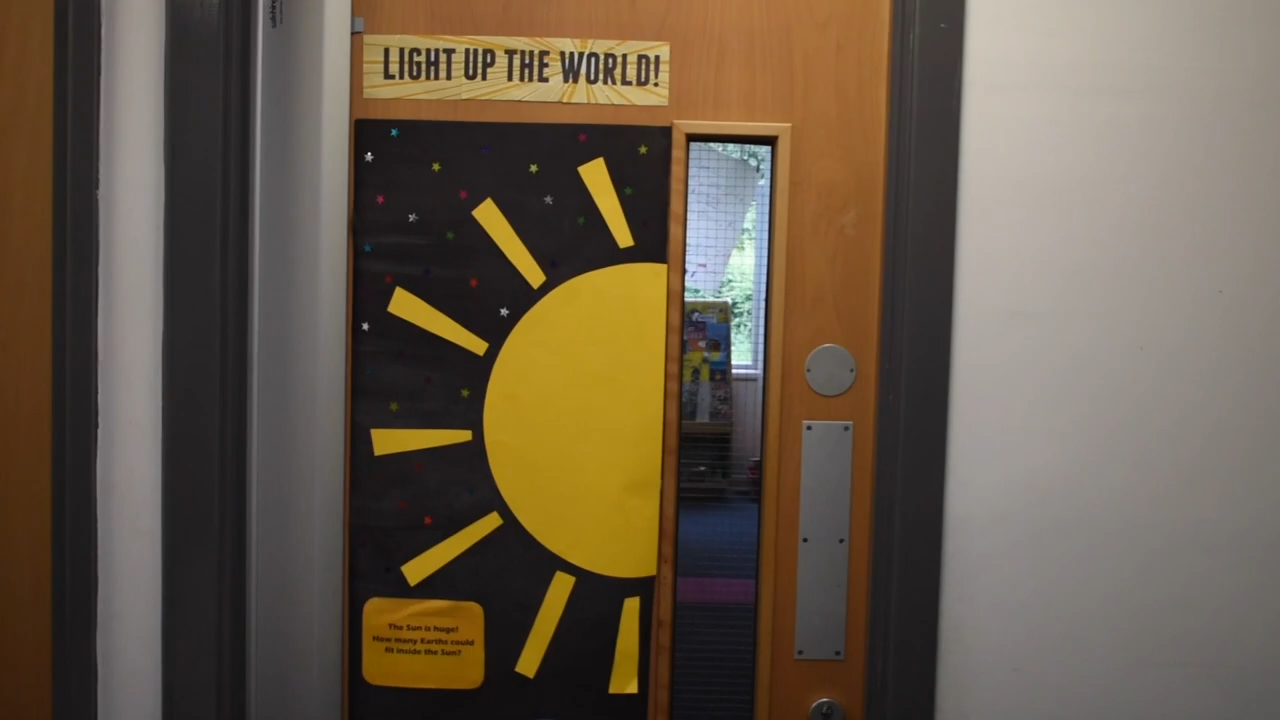 LIGHT UP THE WORLD!
The Sun is huge!
How many Earths could
fit inside the Sun?